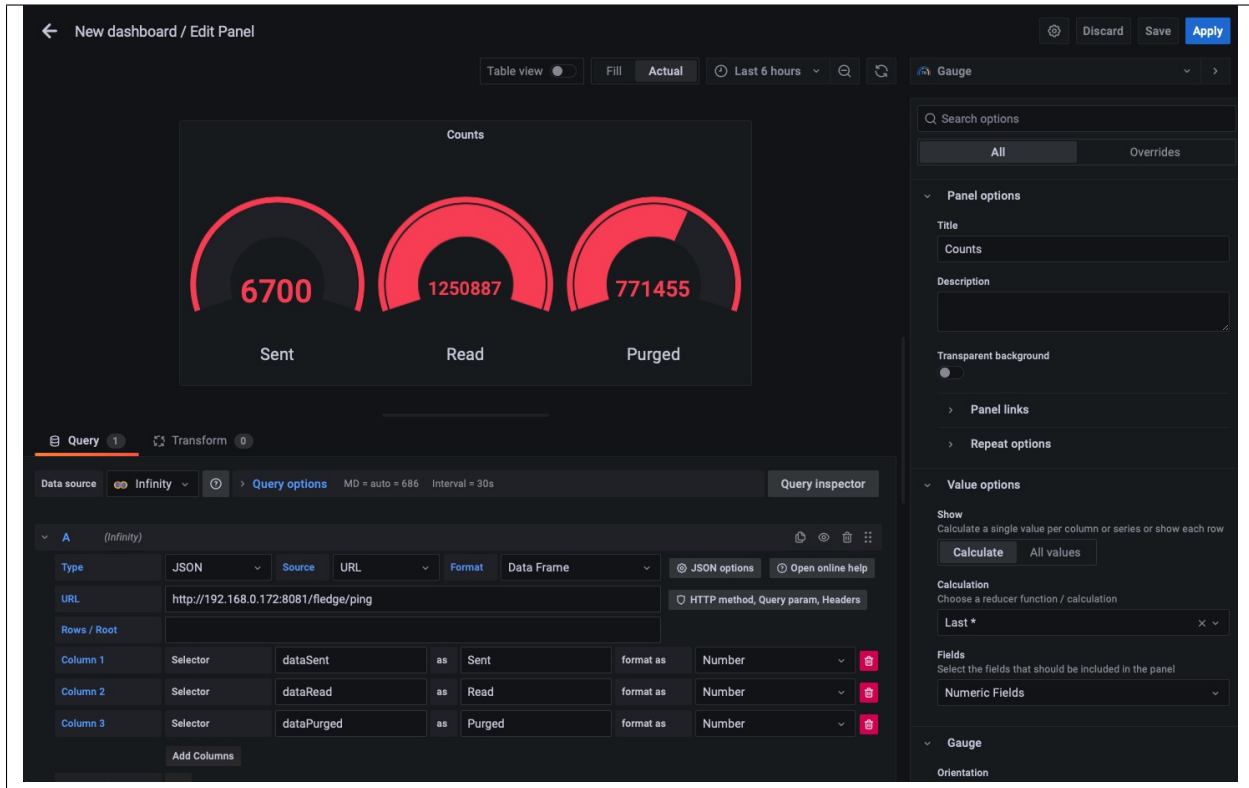 New dashboard / Edit Panel
Discard Save Apply
Table view Fill Actual Last 6 hours
Gauge
Counts
6700 1250887 771455
Sent Read Purged
Search options
All Overrides
Panel options
Title
Counts
Description
Transparent background
Panel links
Repeat options
Value options
Show
Calculate a single value per column or series or show each row
Calculate All values
Calculation
Choose a reducer function / calculation
Last *
Fields
Select the fields that should be included in the panel
Numeric Fields
Gauge
Orientation
Query 1 Transform 0
Data source Infinity Query options MD = auto = 686 Interval = 30s Query inspector
A (Infinity)
Type JSON Source URL Format Data Frame JSON options Open online help
URL http://192.168.0.172:8081/fledge/ping HTTP method, Query param, Headers
Rows / Root
Column 1 Selector dataSent as Sent format as Number
Column 2 Selector dataRead as Read format as Number
Column 3 Selector dataPurged as Purged format as Number
Add Columns